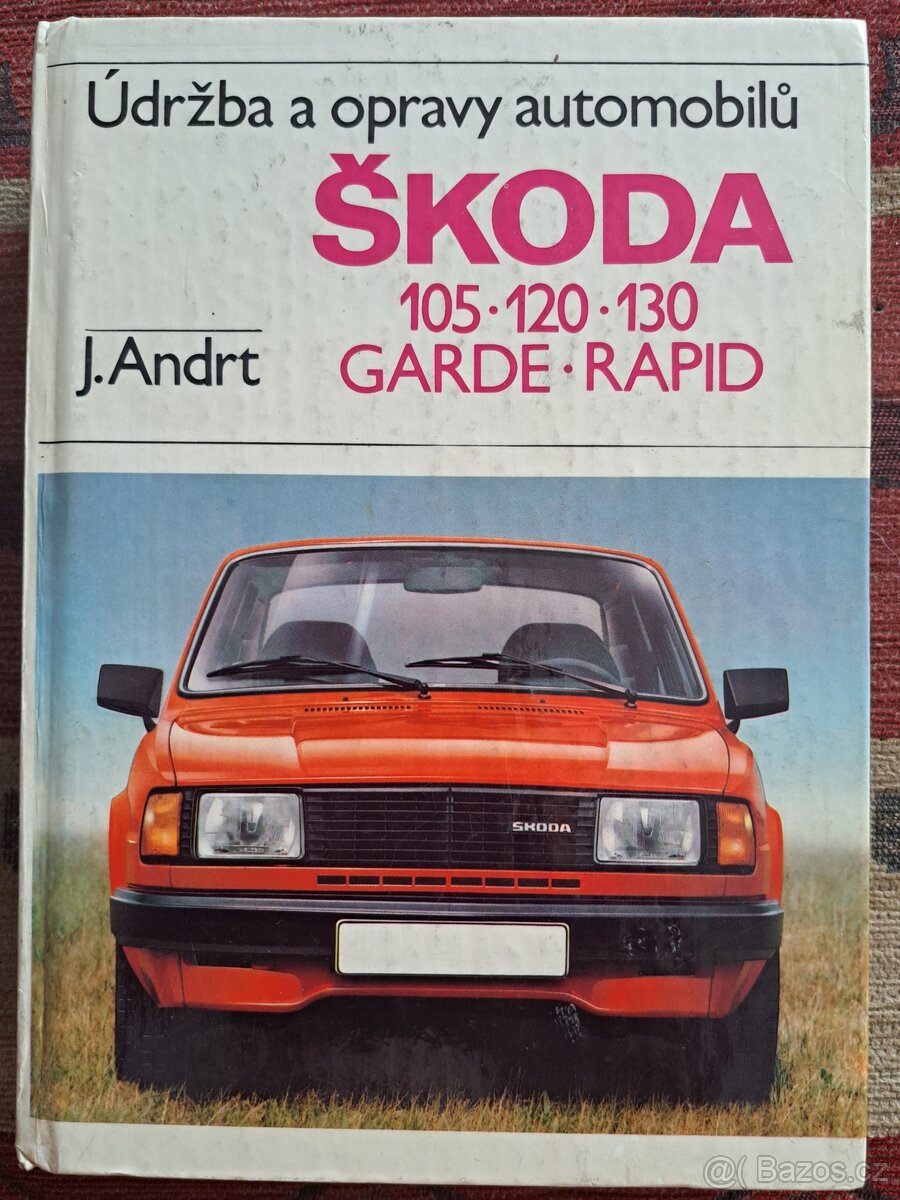 Údržba a opravy automobilů
ŠKODA
105·120·130
GARDE·RAPID
J.Andrt
ŠKODA
@( Bazos.cz